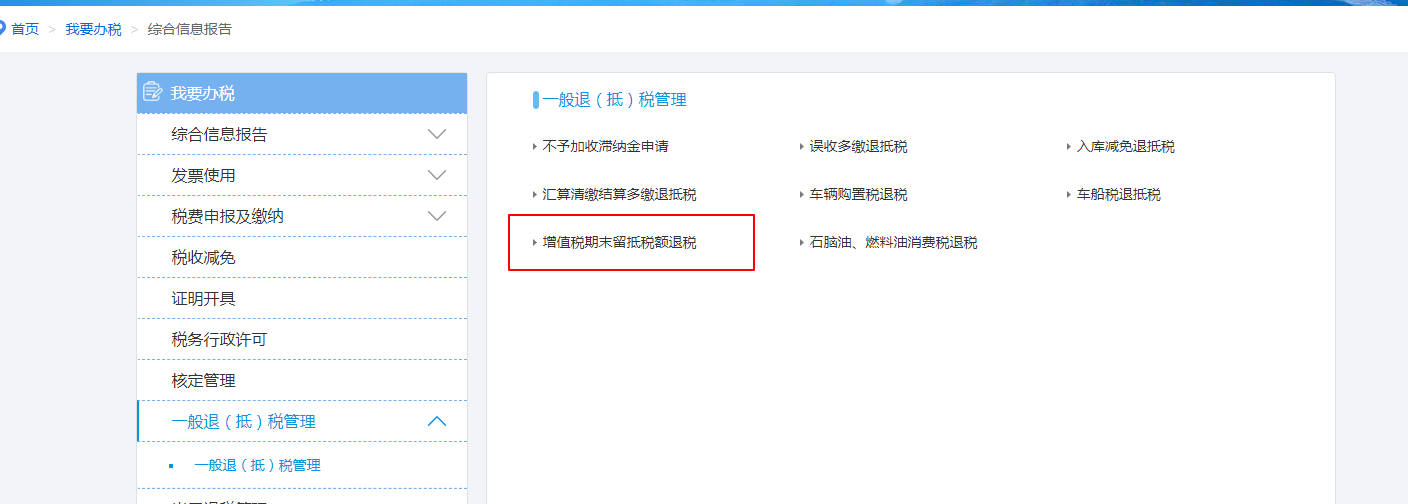 首页 > 我要办税 > 综合信息报告
我要办税
综合信息报告
发票使用
税费申报及缴纳
税收减免
证明开具
税务行政许可
核定管理
一般退（抵）税管理
一般退（抵）税管理
一般退（抵）税管理
不予加收滞纳金申请 误收多缴退抵税 入库减免退抵税
汇算清缴结算多缴退抵税 车辆购置税退税 车船税退抵税
增值税期末留抵税额退税 石脑油、燃料油消费税退税